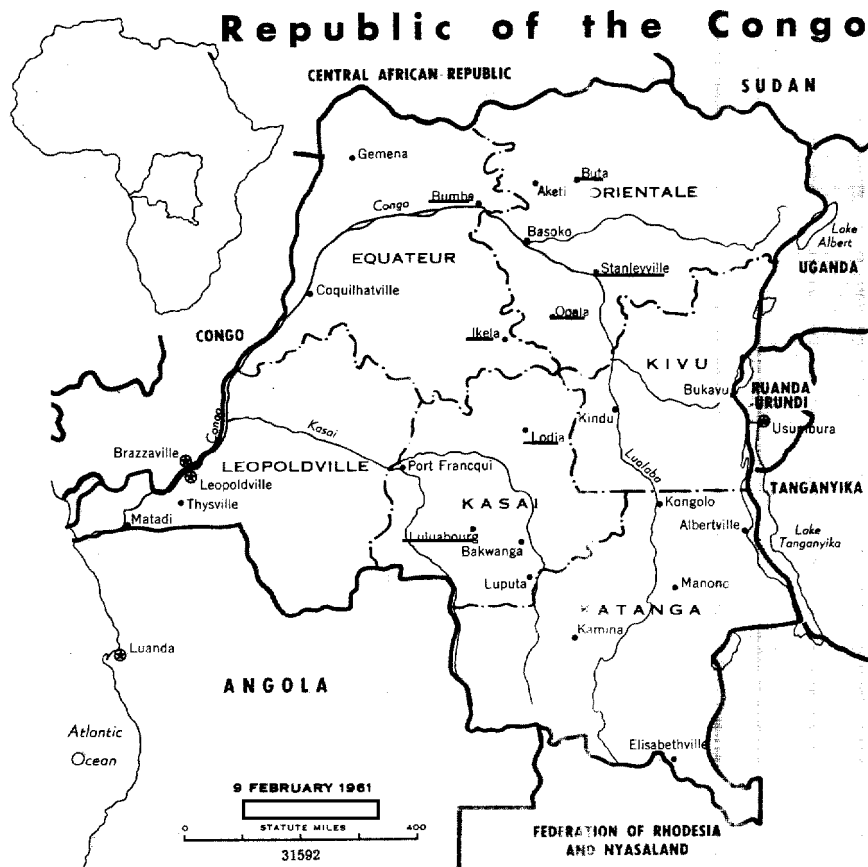 Republic of the Congo
CENTRAL AFRICAN REPUBLIC
SUDAN
Gemena
Buta
Aketi
ORIENTALE
Bumba
Congo
Basoko
Lake
Albert
EQUATEUR
Stanleyville
UGANDA
Coquilhatville
Opala
CONGO
Ikela
KIVU
Bukavu
RUANDA
URUNDI
Kindu
Usumbura
Congo
Kasai
Lodja
Lualaba
Brazzaville
LEOPOLDVILLE
Port Francqui
Leopoldville
TANGANYIKA
Thysville
KASAI
Kongolo
Matadi
Albertville
Lake
Tanganyika
Luluabourg
Bakwanga
Luputa
Manono
KATANGA
Kamina
Luanda
ANGOLA
Atlantic
Ocean
Elisabethville
9 FEBRUARY 1961
0 STATUTE MILES 400
31592
FEDERATION OF RHODESIA
AND NYASALAND